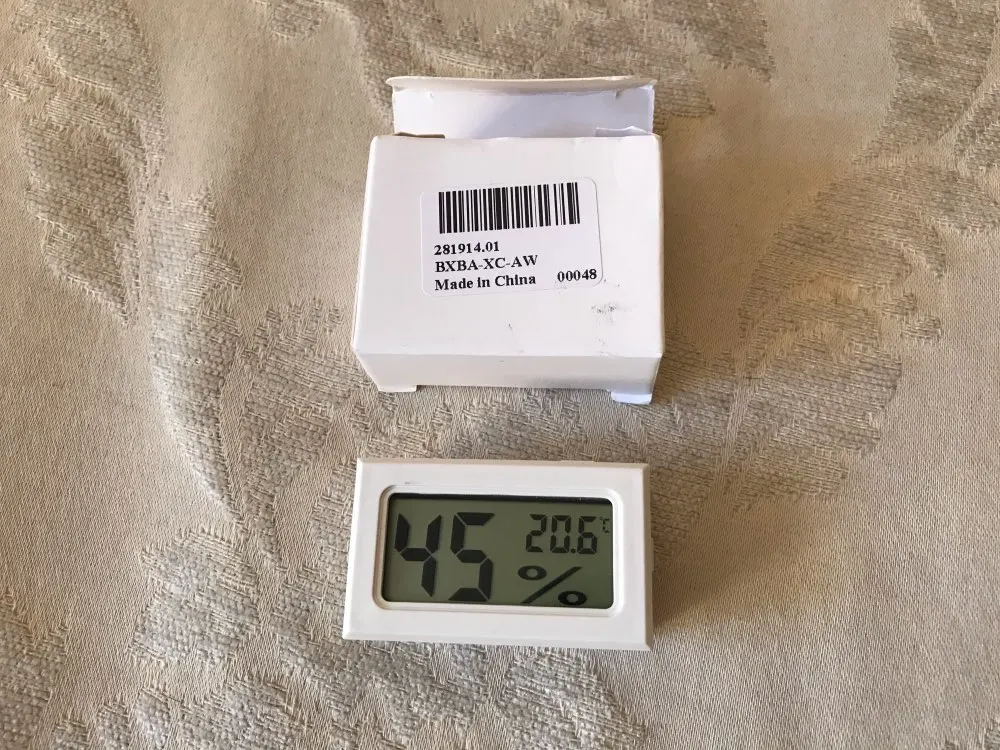 281914.01
BXBA-XC-AW
Made in China 00048
45 20.6 °C
%